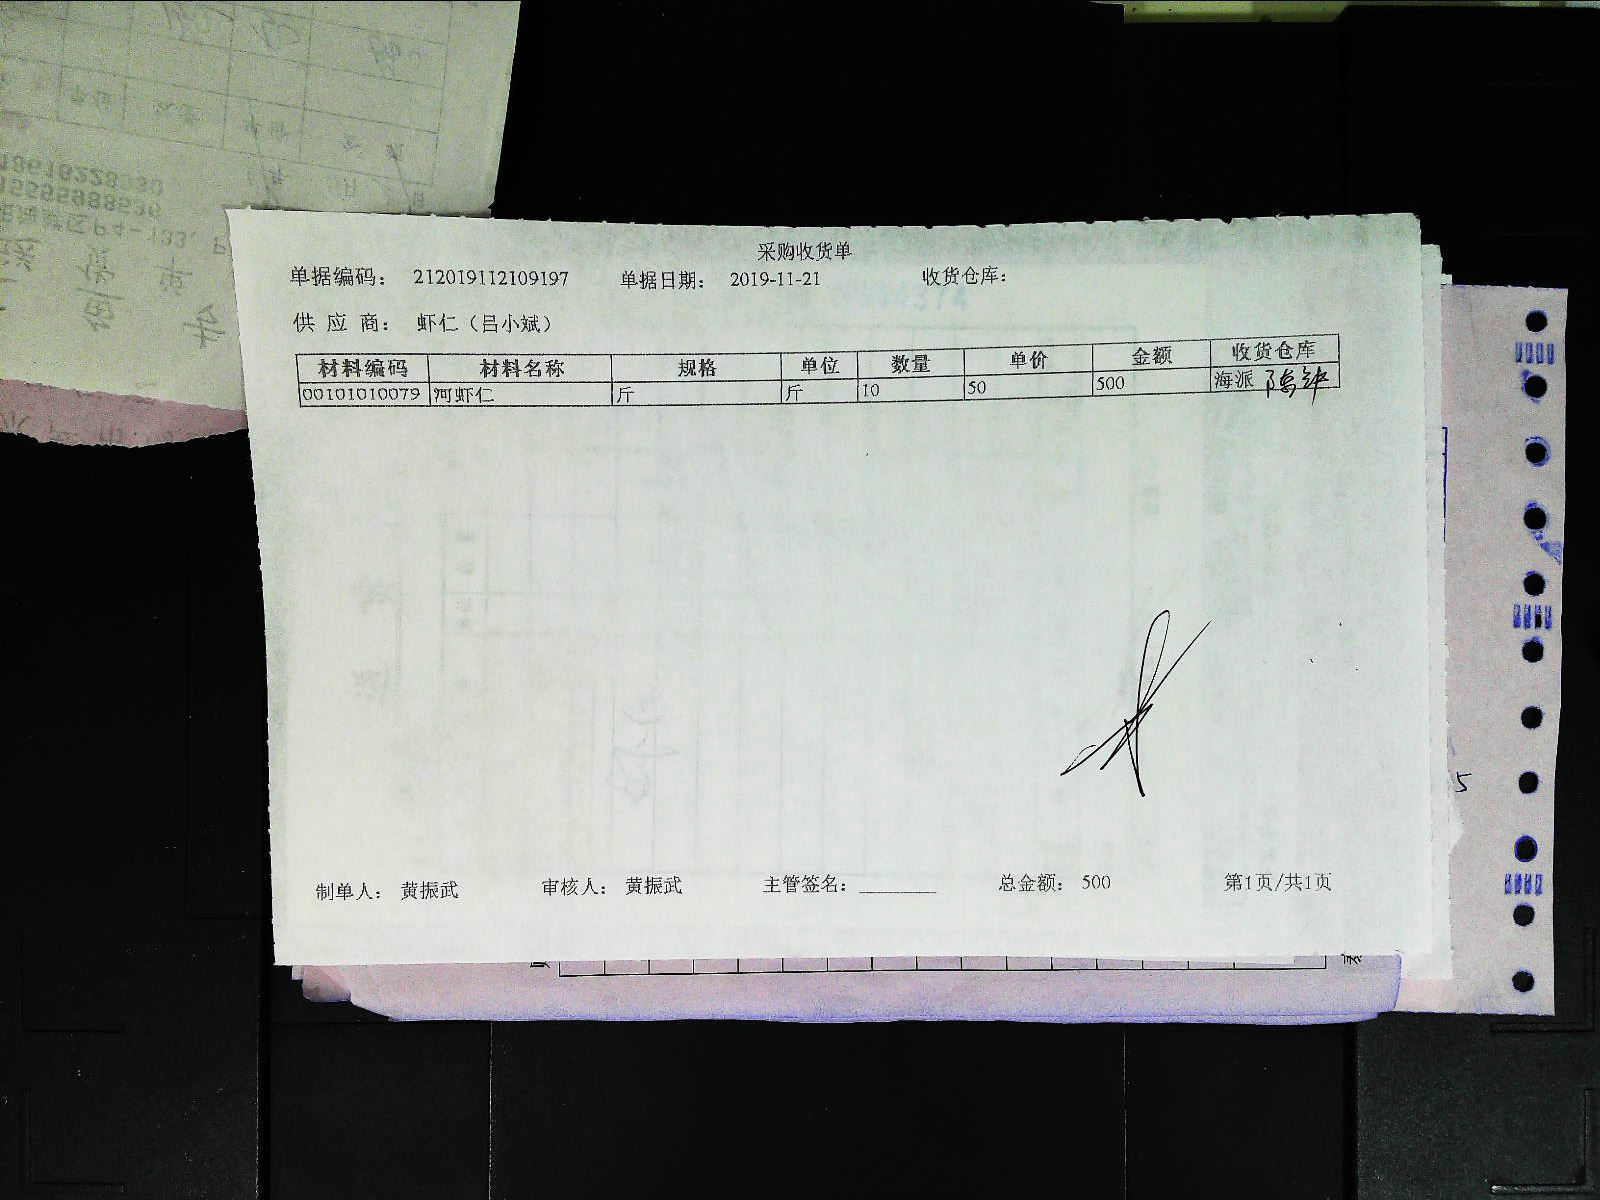 采购收货单
单据编码： 212019112109197 单据日期： 2019-11-21 收货仓库：
供 应 商： 虾仁（吕小斌）
材料编码 材料名称 规格 单位 数量 单价 金额 收货仓库
00101010079 河虾仁 斤 斤 10 50 500 海派
制单人： 黄振武 审核人： 黄振武 主管签名： 总金额： 500 第1页/共1页
5